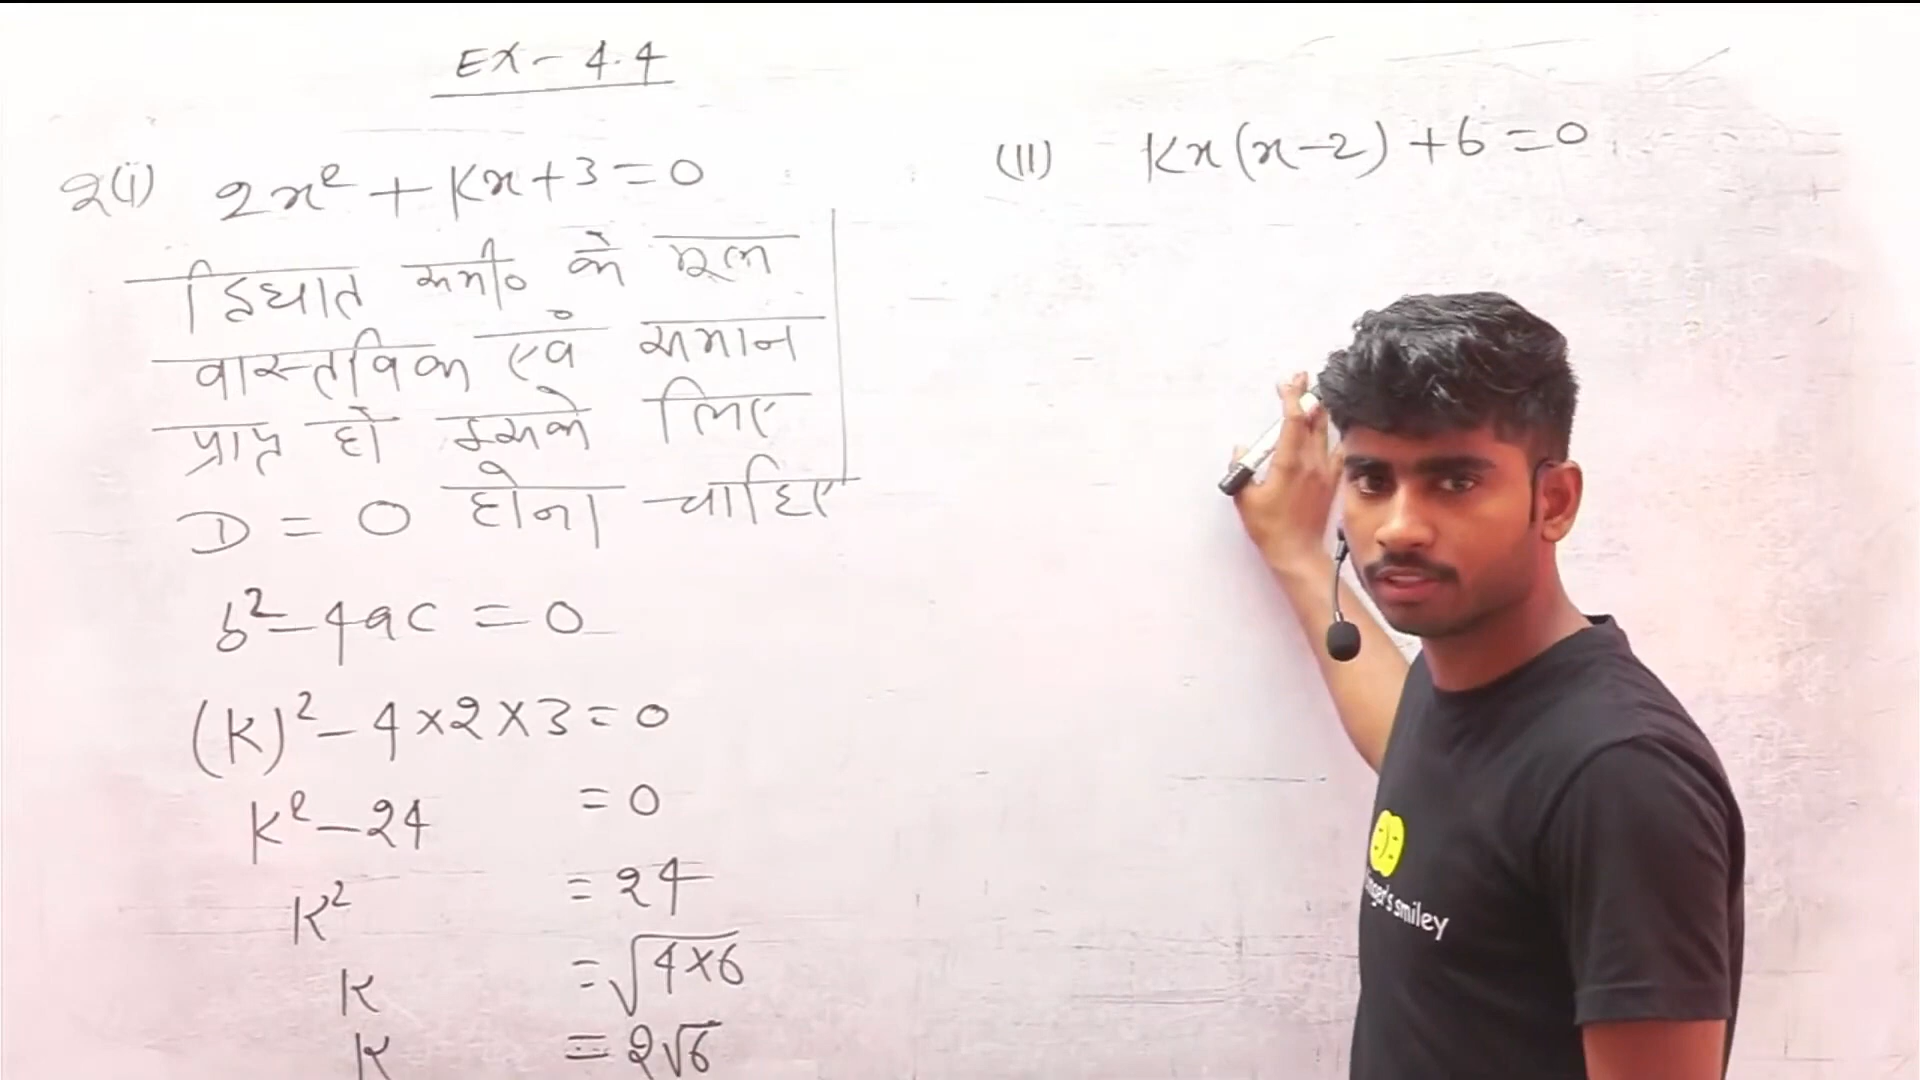 EX - 4.4
2(i) 2x² + Kx + 3 = 0
द्विघात समी० के मूल
वास्तविक एवं समान
प्राप्त हो इसके लिए
D = 0 होना चाहिए
b² - 4ac = 0
(K)² - 4 × 2 × 3 = 0
K² - 24 = 0
K² = 24
K = √4×6
K = 2√6
(II) Kx (x-2) + 6 = 0
smiley